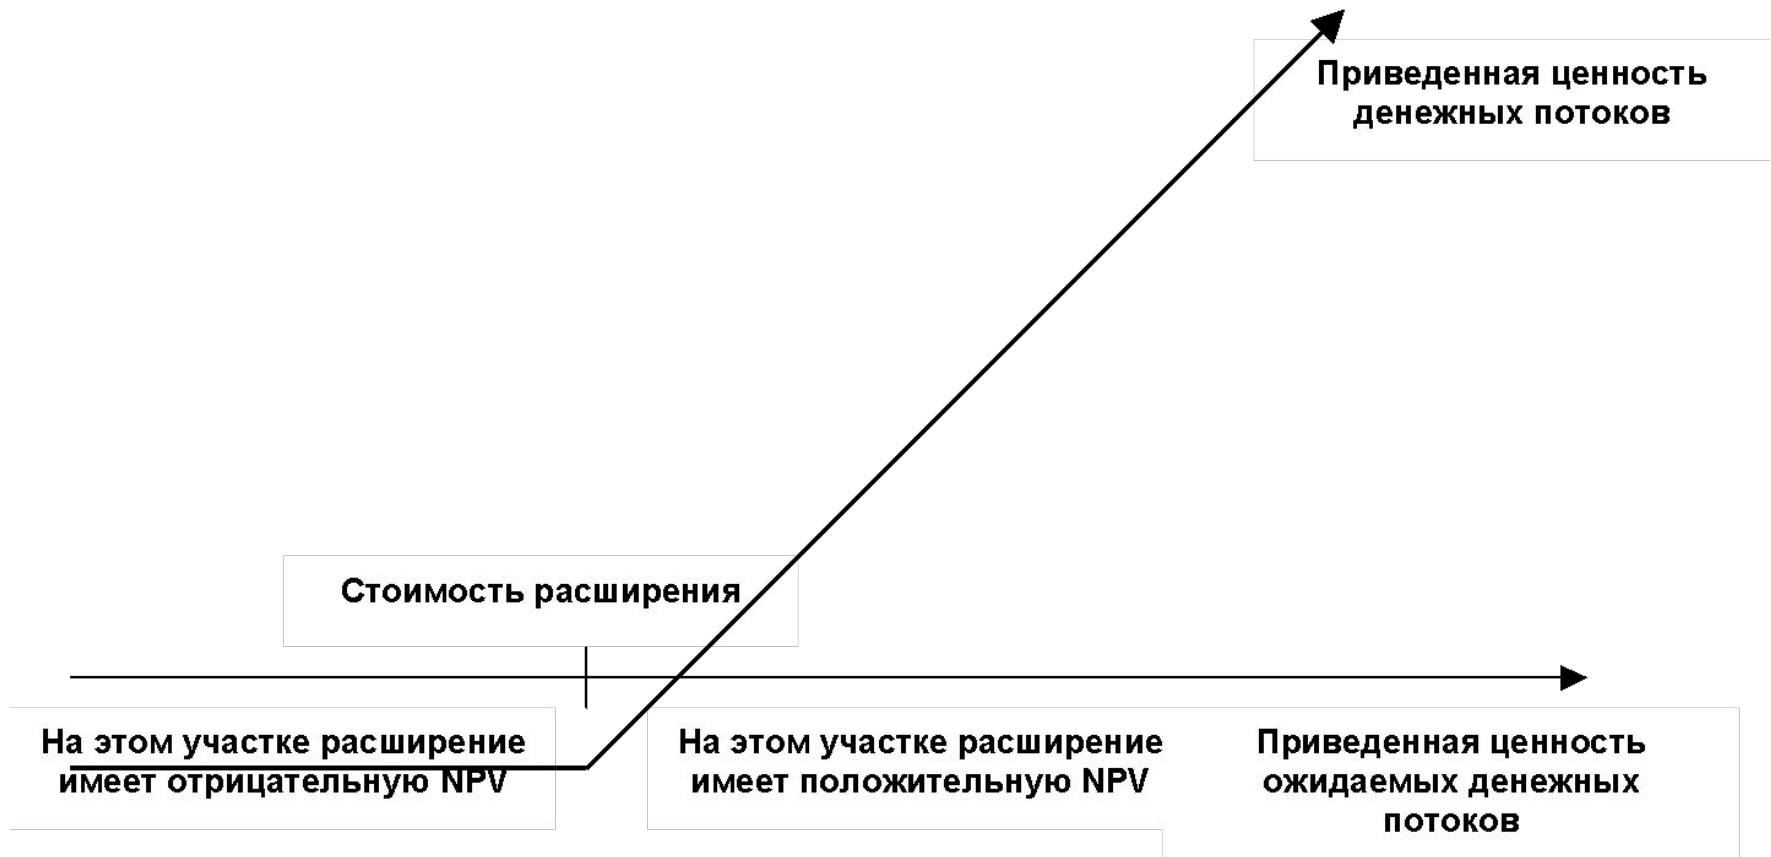 Приведенная ценность
денежных потоков
Стоимость расширения
На этом участке расширение
имеет отрицательную NPV
На этом участке расширение
имеет положительную NPV
Приведенная ценность
ожидаемых денежных
потоков